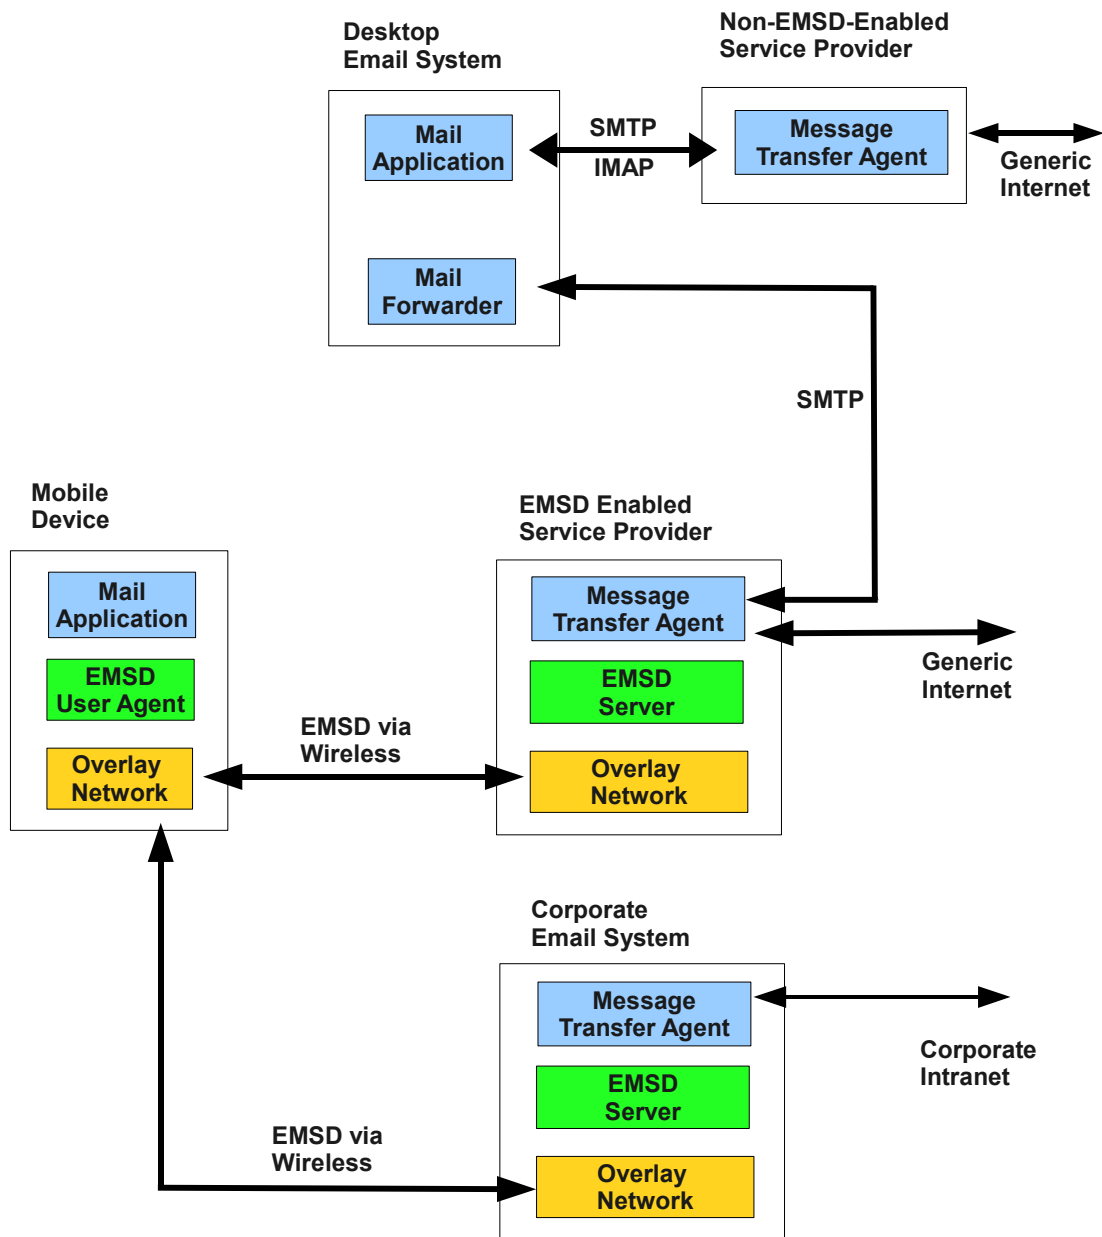 Desktop
Email System
Non-EMSD-Enabled
Service Provider
Mail
Application
SMTP
IMAP
Message
Transfer Agent
Generic
Internet
Mail
Forwarder
SMTP
Mobile
Device
EMSD Enabled
Service Provider
Mail
Application
EMSD
User Agent
Overlay
Network
EMSD via
Wireless
Message
Transfer Agent
EMSD
Server
Overlay
Network
Generic
Internet
Corporate
Email System
Message
Transfer Agent
EMSD
Server
Overlay
Network
Corporate
Intranet
EMSD via
Wireless